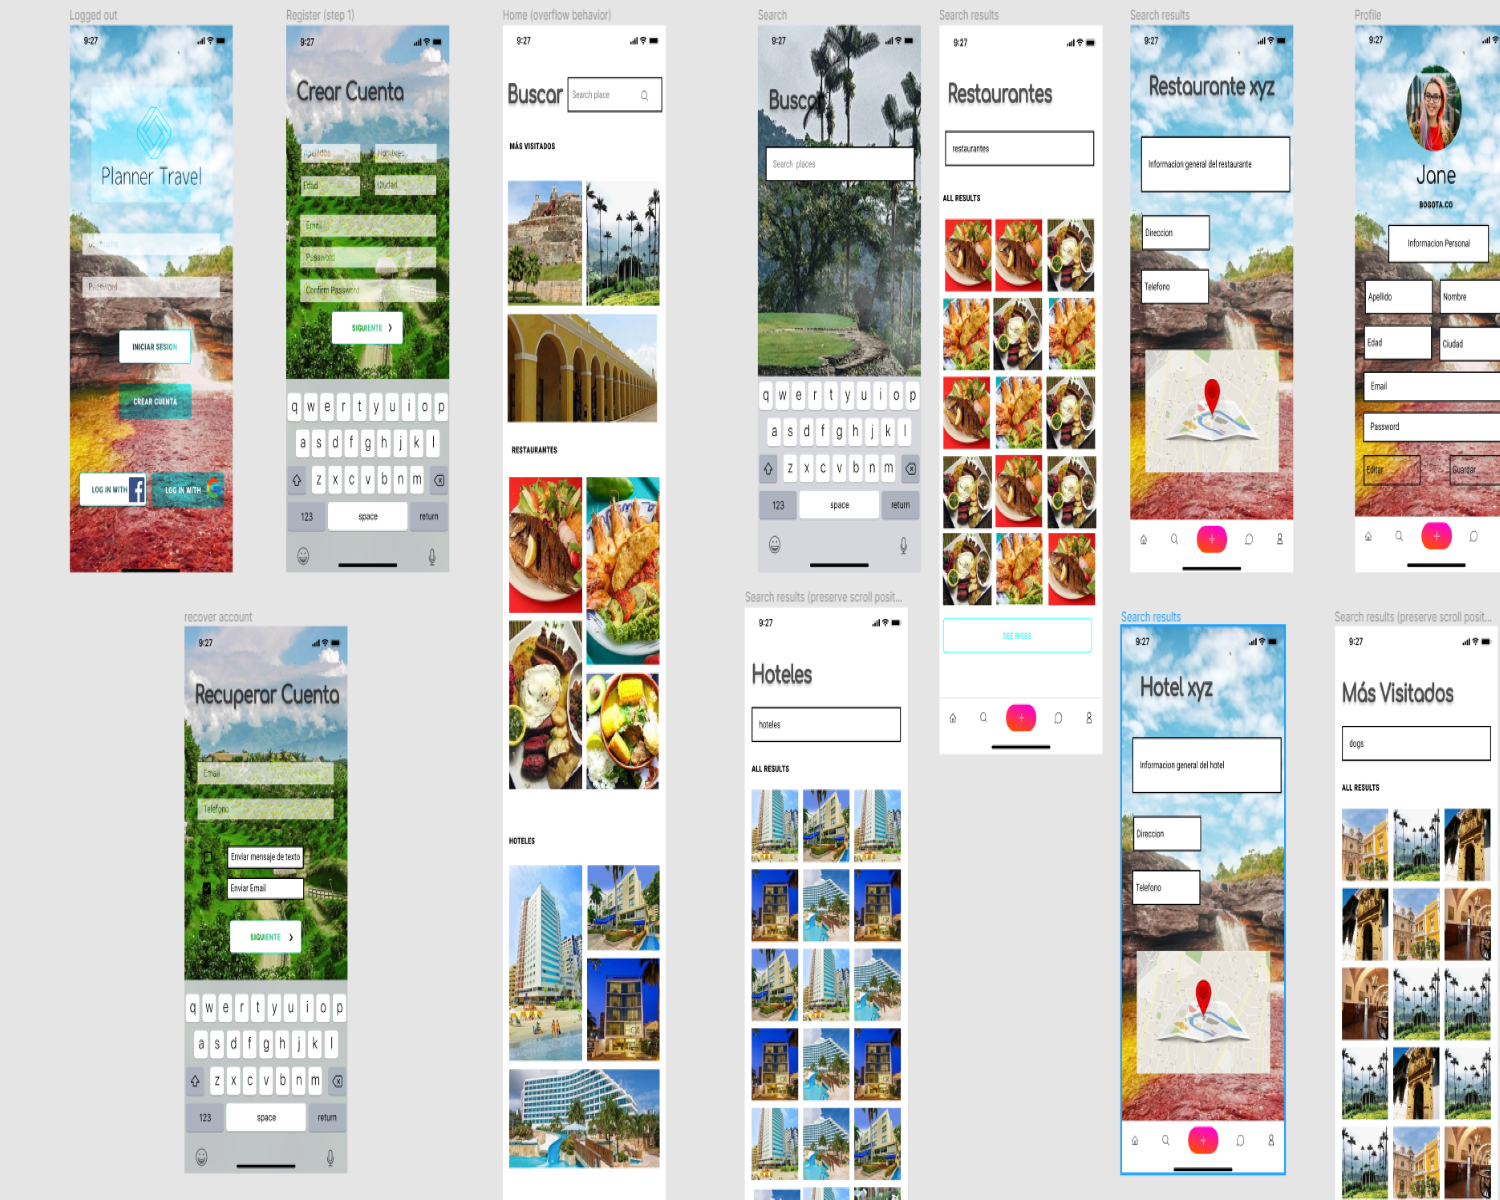 Logged out
9:27
Planner Travel
Password
INICIAR SESION
CREAR CUENTA
LOG IN WITH
LOG IN WITH
Register (step 1)
9:27
Crear Cuenta
Apellidos
Nombres
Edad
Ciudad
Email
Password
Confirm Password
SIGUIENTE
q w e r t y u i o p
a s d f g h j k l
z x c v b n m
123
space
return
recover account
9:27
Recuperar Cuenta
Email
Telefono
Enviar mensaje de texto
Enviar Email
SIGUIENTE
q w e r t y u i o p
a s d f g h j k l
z x c v b n m
123
space
return
Home (overflow behavior)
9:27
Buscar
Search place
MÁS VISITADOS
RESTAURANTES
HOTELES
Search
9:27
Buscar
Search places
q w e r t y u i o p
a s d f g h j k l
z x c v b n m
123
space
return
Search results
9:27
Restaurantes
restaurantes
ALL RESULTS
SEE MORE
Search results (preserve scroll posit...
9:27
Hoteles
hoteles
ALL RESULTS
Search results
9:27
Restaurante xyz
Informacion general del restaurante
Direccion
Telefono
Search results
9:27
Hotel xyz
Informacion general del hotel
Direccion
Telefono
Profile
9:27
Jane
BOGOTA.CO
Informacion Personal
Apellido
Nombre
Edad
Ciudad
Email
Password
Editar
Guardar
Search results (preserve scroll posit...
9:27
Más Visitados
dogs
ALL RESULTS